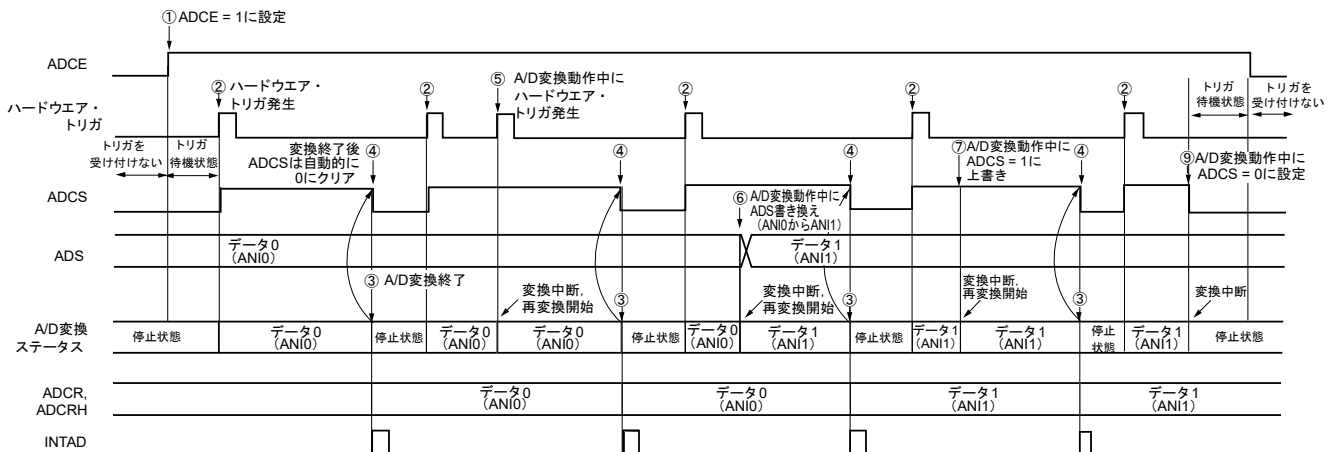 ① ADCE = 1に設定
ADCE
② ハードウエア・
トリガ発生
②
⑤ A/D変換動作中に
ハードウエア・
トリガ発生
②
②
②
トリガ
待機状態
トリガを
受け付けない
ハードウエア・
トリガ
トリガを
受け付けない
トリガ
待機状態
変換終了後
ADCSは自動的に
0にクリア
④
④
④
⑦A/D変換動作中に
ADCS = 1に
上書き
④
⑨A/D変換動作中に
ADCS = 0に設定
ADCS
⑥ A/D変換動作中に
ADS書き換え
(ANI0からANI1)
ADS
データ0
(ANI0)
データ1
(ANI1)
③ A/D変換終了
変換中断,
再変換開始
③
変換中断,
再変換開始
③
変換中断,
再変換開始
③
変換中断
A/D変換
ステータス
停止状態
データ0
(ANI0)
停止状態
データ0
(ANI0)
データ0
(ANI0)
停止状態
データ0
(ANI0)
データ1
(ANI1)
停止状態
データ1
(ANI1)
データ1
(ANI1)
停止
状態
データ1
(ANI1)
停止状態
ADCR,
ADCRH
データ0
(ANI0)
データ0
(ANI0)
データ1
(ANI1)
データ1
(ANI1)
INTAD